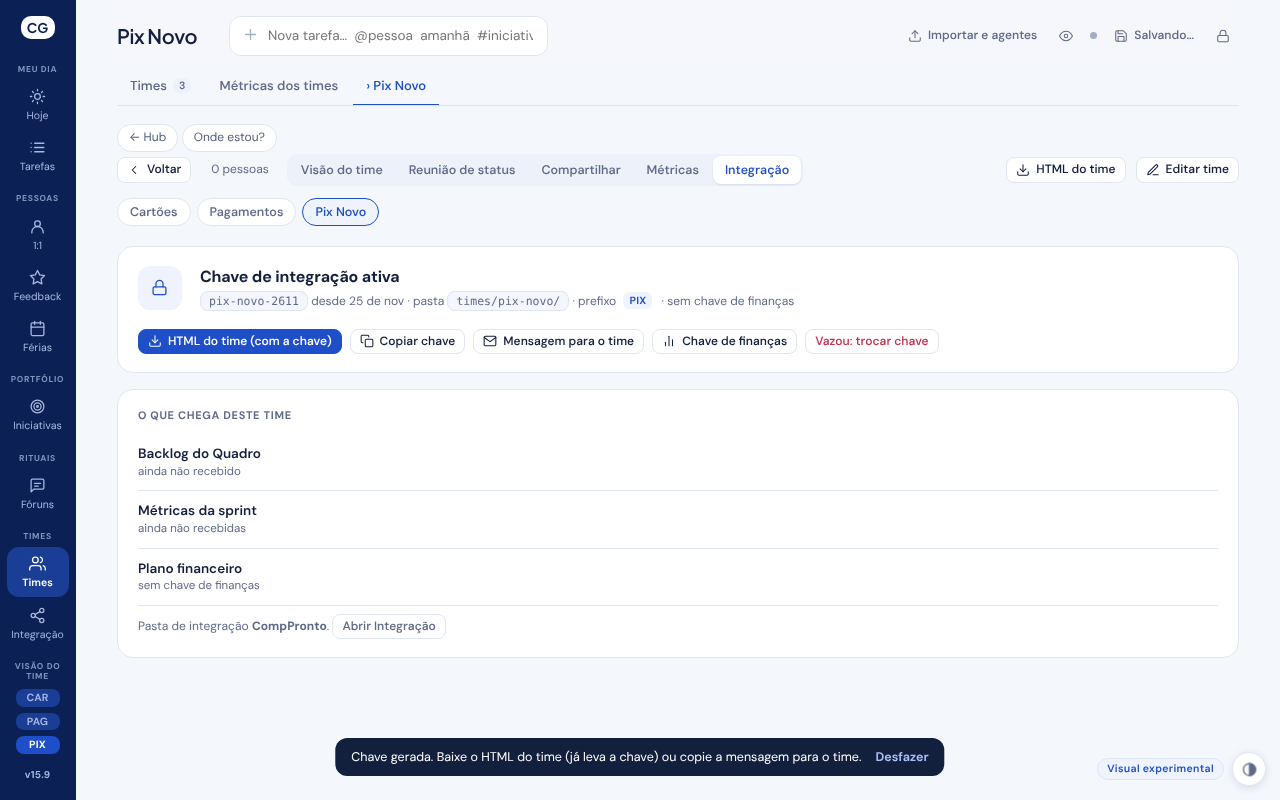 CG
MEU DIA
Hoje
Tarefas
PESSOAS
1:1
Feedback
Férias
PORTFÓLIO
Iniciativas
RITUAIS
Fóruns
TIMES
Times
Integração
VISÃO DO
TIME
CAR
PAG
PIX
v15.9
Pix Novo
Nova tarefa… @pessoa amanhã #iniciativ
Importar e agentes
Salvando…
Times 3
Métricas dos times
› Pix Novo
← Hub
Onde estou?
Voltar
0 pessoas
Visão do time
Reunião de status
Compartilhar
Métricas
Integração
HTML do time
Editar time
Cartões
Pagamentos
Pix Novo
Chave de integração ativa
pix-novo-2611 desde 25 de nov · pasta times/pix-novo/ · prefixo PIX · sem chave de finanças
HTML do time (com a chave)
Copiar chave
Mensagem para o time
Chave de finanças
Vazou: trocar chave
O QUE CHEGA DESTE TIME
Backlog do Quadro
ainda não recebido
Métricas da sprint
ainda não recebidas
Plano financeiro
sem chave de finanças
Pasta de integração CompPronto. Abrir Integração
Chave gerada. Baixe o HTML do time (já leva a chave) ou copie a mensagem para o time. Desfazer
Visual experimental